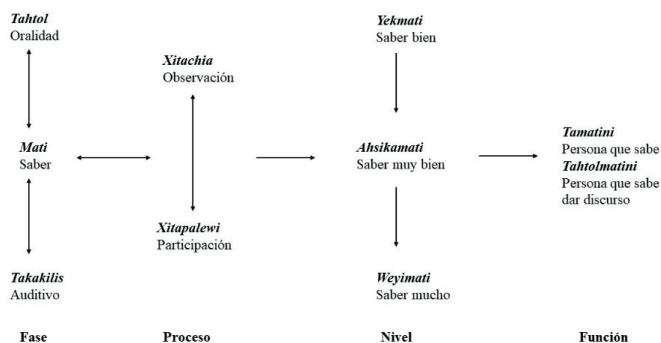 Tahtol
Oralidad
Mati
Saber
Takakilis
Auditivo
Fase
Xitachia
Observación
Xitapalewi
Participación
Proceso
Yekmati
Saber bien
Ahsikamati
Saber muy bien
Weyimati
Saber mucho
Nivel
Tamatini
Persona que sabe
Tahtolmatini
Persona que sabe
dar discurso
Función